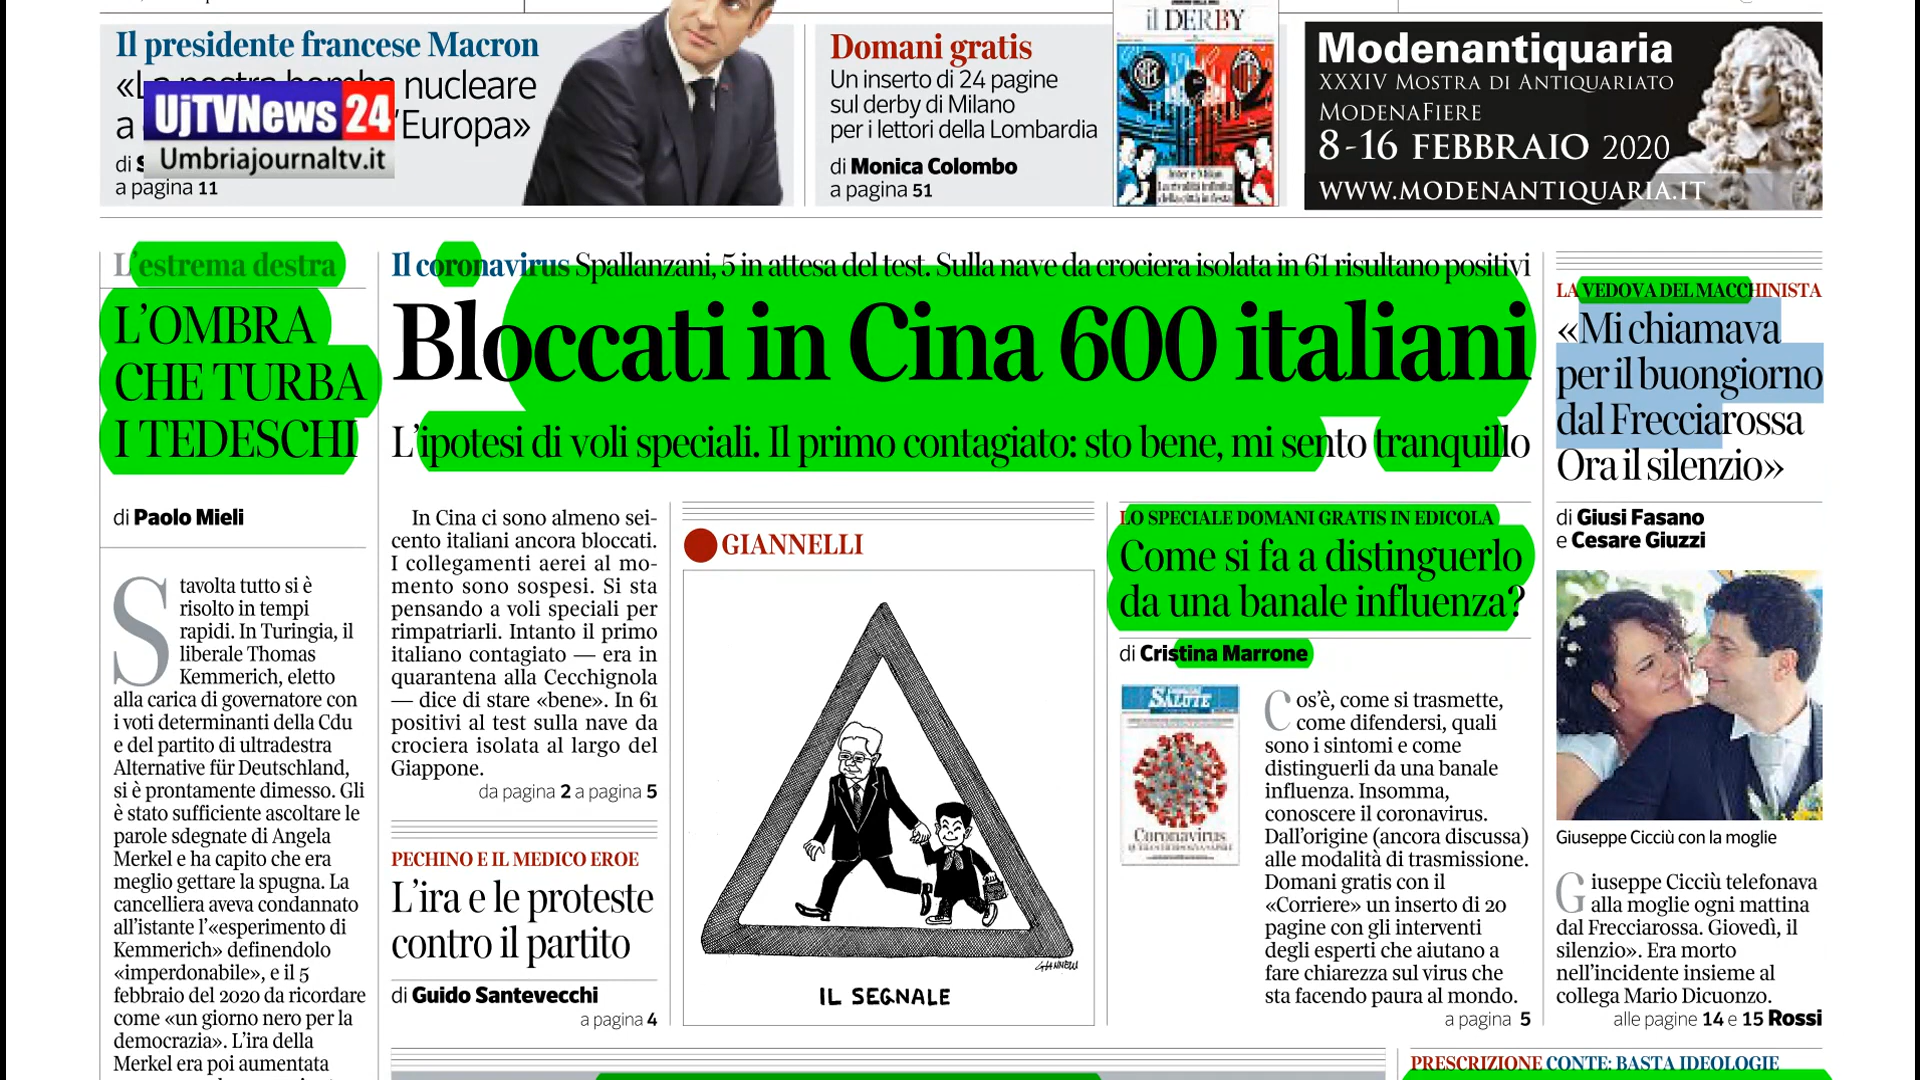 Il presidente francese Macron
nucleare
a
Europa»
di S
a pagina 11
UjTVNews 24
Umbriajournaltv.it
Domani gratis
Un inserto di 24 pagine
sul derby di Milano
per i lettori della Lombardia
di Monica Colombo
a pagina 51
il DERBY
Modenantiquaria
XXXIV MOSTRA DI ANTIQUARIATO
MODENAFIERE
8-16 FEBBRAIO 2020
WWW.MODENANTIQUARIA.IT
L'estrema destra
L'OMBRA
CHE TURBA
I TEDESCHI
di Paolo Mieli
Stavolta tutto si è
risolto in tempi
rapidi. In Turingia, il
liberale Thomas
Kemmerich, eletto
alla carica di governatore con
i voti determinanti della Cdu
e del partito di ultradestra
Alternative für Deutschland,
si è prontamente dimesso. Gli
è stato sufficiente ascoltare le
parole sdegnate di Angela
Merkel e ha capito che era
meglio gettare la spugna. La
cancelliera aveva condannato
all'istante l'«esperimento di
Kemmerich» definendolo
«imperdonabile», e il 5
febbraio del 2020 da ricordare
come «un giorno nero per la
democrazia». L'ira della
Merkel era poi aumentata
Il coronavirus Spallanzani, 5 in attesa del test. Sulla nave da crociera isolata in 61 risultano positivi
Bloccati in Cina 600 italiani
L'ipotesi di voli speciali. Il primo contagiato: sto bene, mi sento tranquillo
In Cina ci sono almeno sei-
cento italiani ancora bloccati.
I collegamenti aerei al mo-
mento sono sospesi. Si sta
pensando a voli speciali per
rimpatriarli. Intanto il primo
italiano contagiato — era in
quarantena alla Cecchignola
— dice di stare «bene». In 61
positivi al test sulla nave da
crociera isolata al largo del
Giappone.
da pagina 2 a pagina 5
PECHINO E IL MEDICO EROE
L'ira e le proteste
contro il partito
di Guido Santevecchi
a pagina 4
GIANNELLI
GIANNELLI
IL SEGNALE
LO SPECIALE DOMANI GRATIS IN EDICOLA
Come si fa a distinguerlo
da una banale influenza?
di Cristina Marrone
SALUTE
Coronavirus
Cos'è, come si trasmette,
come difendersi, quali
sono i sintomi e come
distinguerli da una banale
influenza. Insomma,
conoscere il coronavirus.
Dall'origine (ancora discussa)
alle modalità di trasmissione.
Domani gratis con il
«Corriere» un inserto di 20
pagine con gli interventi
degli esperti che aiutano a
fare chiarezza sul virus che
sta facendo paura al mondo.
a pagina 5
LA VEDOVA DEL MACCHINISTA
«Mi chiamava
per il buongiorno
dal Frecciarossa
Ora il silenzio»
di Giusi Fasano
e Cesare Giuzzi
Giuseppe Cicciù con la moglie
Giuseppe Cicciù telefonava
alla moglie ogni mattina
dal Frecciarossa. Giovedì, il
silenzio». Era morto
nell'incidente insieme al
collega Mario Dicuonzo.
alle pagine 14 e 15 Rossi
PRESCRIZIONE CONTE: BASTA IDEOLOGIE